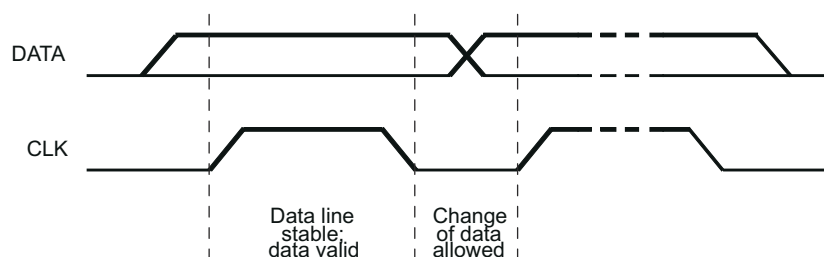 DATA
CLK
Data line
stable;
data valid
Change
of data
allowed